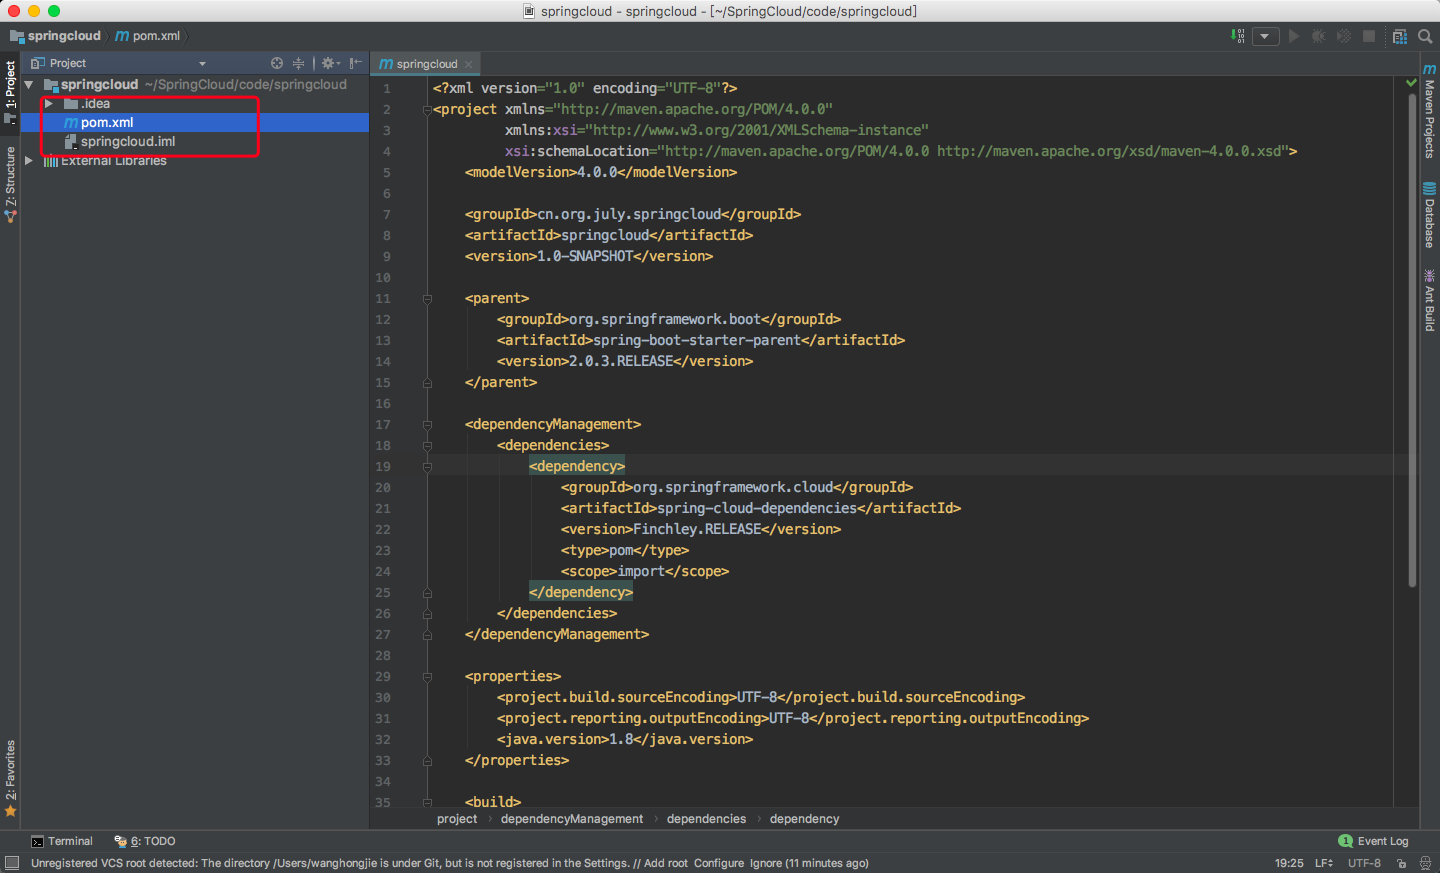 springcloud - springcloud - [~/SpringCloud/code/springcloud]
springcloud
pom.xml
Project
springcloud ~/SpringCloud/code/springcloud
.idea
pom.xml
springcloud.iml
External Libraries
1: Project
Z: Structure
2: Favorites
springcloud
1 <?xml version="1.0" encoding="UTF-8"?>
2 <project xmlns="http://maven.apache.org/POM/4.0.0"
3 xmlns:xsi="http://www.w3.org/2001/XMLSchema-instance"
4 xsi:schemaLocation="http://maven.apache.org/POM/4.0.0 http://maven.apache.org/xsd/maven-4.0.0.xsd">
5 <modelVersion>4.0.0</modelVersion>
6
7 <groupId>cn.org.july.springcloud</groupId>
8 <artifactId>springcloud</artifactId>
9 <version>1.0-SNAPSHOT</version>
10
11 <parent>
12 <groupId>org.springframework.boot</groupId>
13 <artifactId>spring-boot-starter-parent</artifactId>
14 <version>2.0.3.RELEASE</version>
15 </parent>
16
17 <dependencyManagement>
18 <dependencies>
19 <dependency>
20 <groupId>org.springframework.cloud</groupId>
21 <artifactId>spring-cloud-dependencies</artifactId>
22 <version>Finchley.RELEASE</version>
23 <type>pom</type>
24 <scope>import</scope>
25 </dependency>
26 </dependencies>
27 </dependencyManagement>
28
29 <properties>
30 <project.build.sourceEncoding>UTF-8</project.build.sourceEncoding>
31 <project.reporting.outputEncoding>UTF-8</project.reporting.outputEncoding>
32 <java.version>1.8</java.version>
33 </properties>
34
35 <build>
project › dependencyManagement › dependencies › dependency
Maven Projects
Database
Ant Build
Terminal
6: TODO
1 Event Log
Unregistered VCS root detected: The directory /Users/wanghongjie is under Git, but is not registered in the Settings. // Add root Configure Ignore (11 minutes ago)
19:25 LF UTF-8